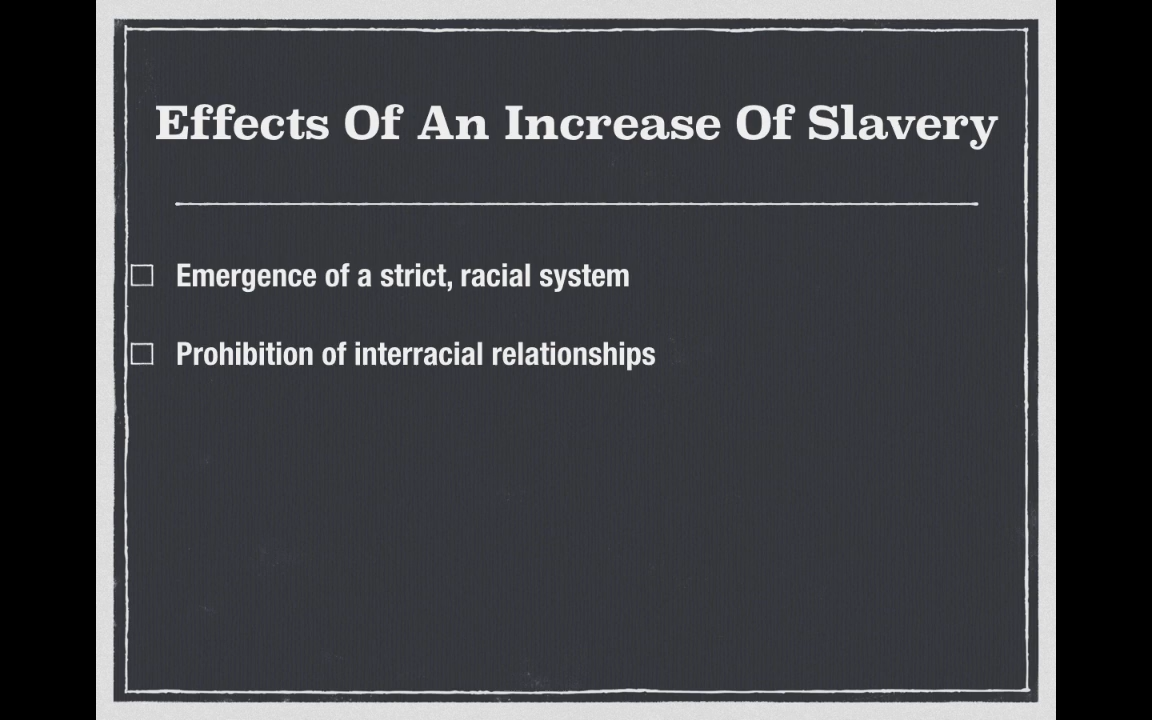 Effects Of An Increase Of Slavery
Emergence of a strict, racial system
Prohibition of interracial relationships